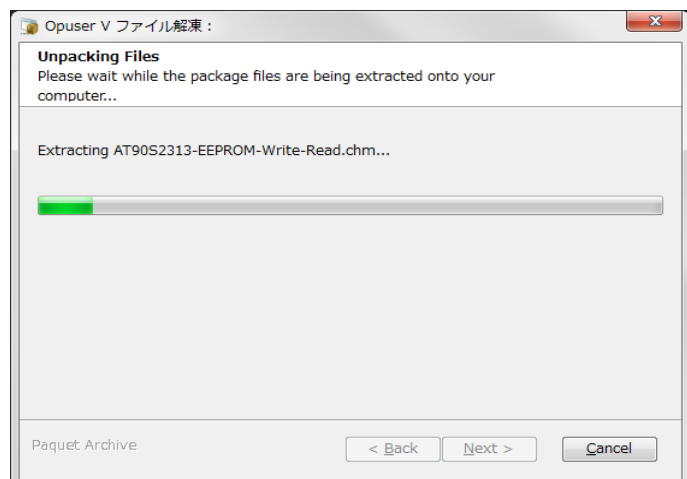 Opuser V ファイル解凍 :
Unpacking Files
Please wait while the package files are being extracted onto your
computer...
Extracting AT90S2313-EEPROM-Write-Read.chm...
Paquet Archive
< Back
Next >
Cancel